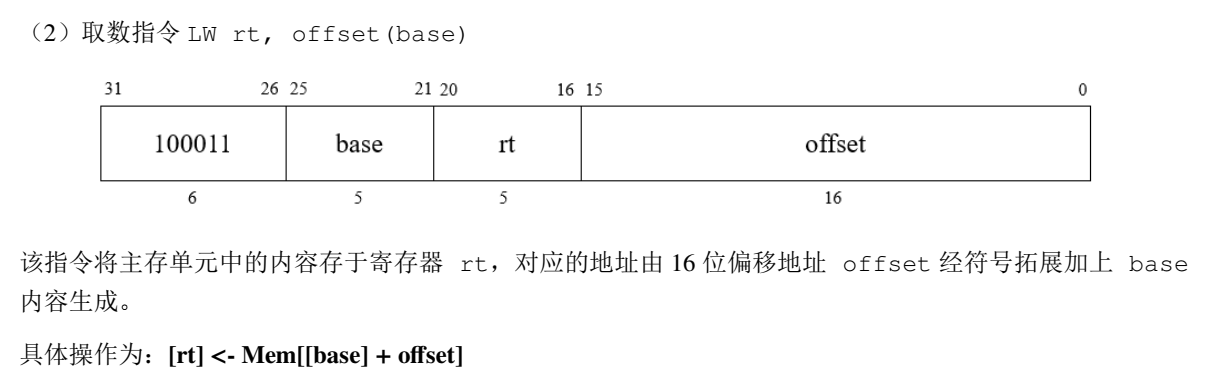 （2）取数指令 LW rt, offset(base)
31 26 25 21 20 16 15 0
100011 base rt offset
6 5 5 16
该指令将主存单元中的内容存于寄存器 rt，对应的地址由 16 位偏移地址 offset 经符号拓展加上 base
内容生成。
具体操作为：[rt] <- Mem[[base] + offset]